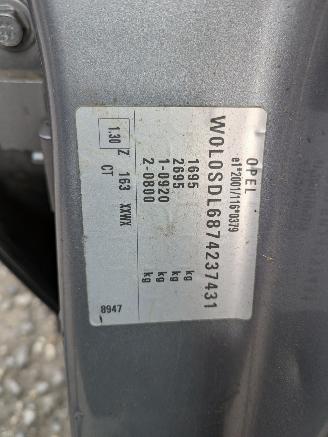 OPEL
e1*2001/116*0379
W0L0SDL6874237431
1695 kg
2695 kg
1-0920 kg
2-0800 kg
1.30 Z 163 XXWX
CT
8947